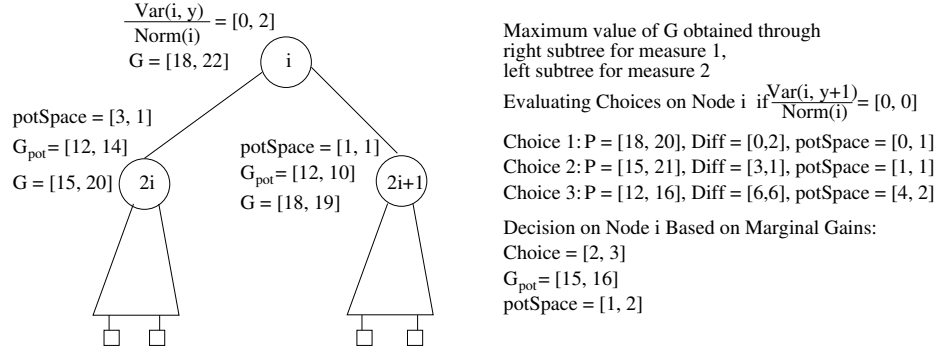 Var(i, y)
Norm(i)
= [0, 2]
G = [18, 22]
i
potSpace = [3, 1]
Gpot = [12, 14]
G = [15, 20]
2i
potSpace = [1, 1]
Gpot = [12, 10]
G = [18, 19]
2i+1
Maximum value of G obtained through
right subtree for measure 1,
left subtree for measure 2
Evaluating Choices on Node i if Var(i, y+1) / Norm(i) = [0, 0]
Choice 1: P = [18, 20], Diff = [0,2], potSpace = [0, 1]
Choice 2: P = [15, 21], Diff = [3,1], potSpace = [1, 1]
Choice 3: P = [12, 16], Diff = [6,6], potSpace = [4, 2]
Decision on Node i Based on Marginal Gains:
Choice = [2, 3]
Gpot = [15, 16]
potSpace = [1, 2]